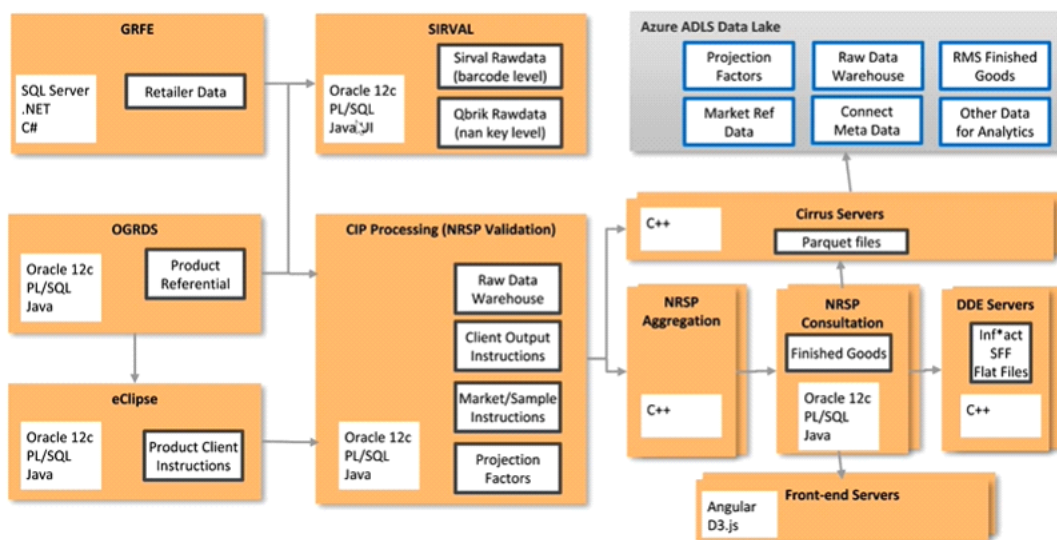 GRFE
SQL Server
.NET
C#
Retailer Data
SIRVAL
Oracle 12c
PL/SQL
Java UI
Sirval Rawdata
(barcode level)
Qbrik Rawdata
(nan key level)
Azure ADLS Data Lake
Projection
Factors
Raw Data
Warehouse
RMS Finished
Goods
Market Ref
Data
Connect
Meta Data
Other Data
for Analytics
OGRDS
Oracle 12c
PL/SQL
Java
Product
Referential
CIP Processing (NRSP Validation)
Raw Data
Warehouse
Client Output
Instructions
Market/Sample
Instructions
Projection
Factors
Oracle 12c
PL/SQL
Java
Cirrus Servers
C++
Parquet files
NRSP
Aggregation
C++
NRSP
Consultation
Finished Goods
Oracle 12c
PL/SQL
Java
DDE Servers
Inf*act
SFF
Flat Files
C++
eClipse
Oracle 12c
PL/SQL
Java
Product Client
Instructions
Front-end Servers
Angular
D3.js